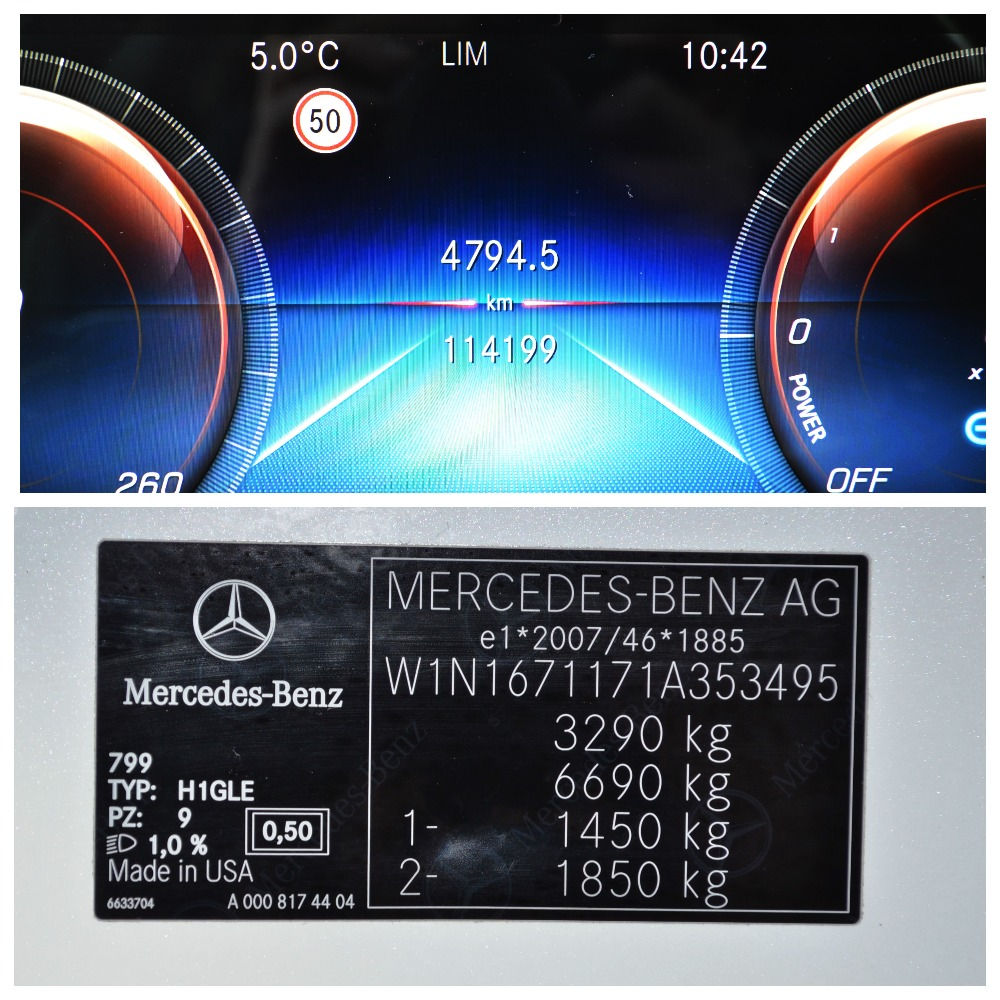 5.0°C LIM 10:42
50
4794.5
km
114199
1
0
x
POWER
260
OFF
Mercedes-Benz
799
TYP: H1GLE
PZ: 9
0,50
1,0 %
Made in USA
6633704 A 000 817 44 04
MERCEDES-BENZ AG
e1*2007/46*1885
W1N1671171A353495
3290 kg
6690 kg
1- 1450 kg
2- 1850 kg